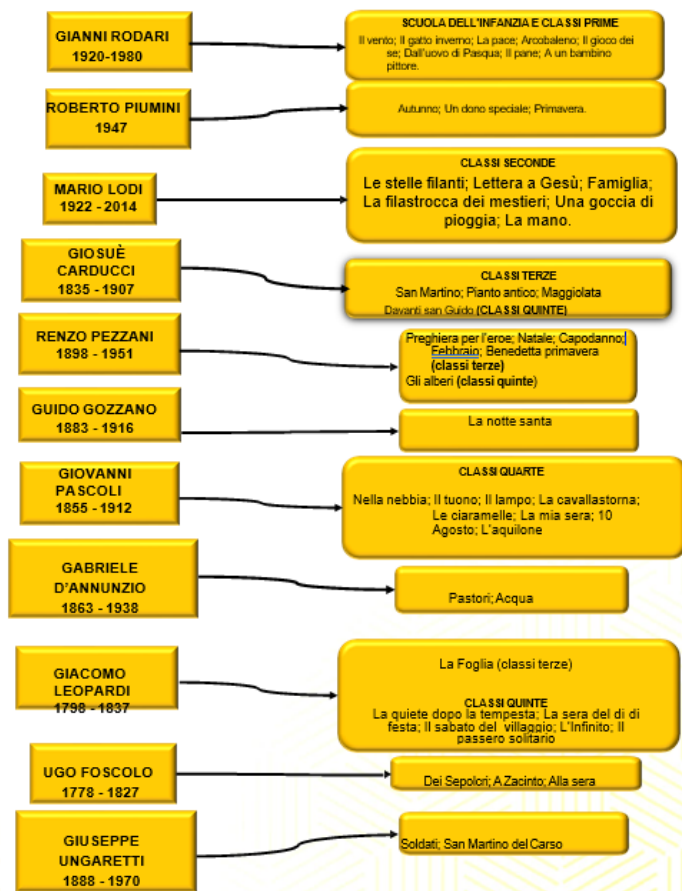 GIANNI RODARI
1920-1980
SCUOLA DELL'INFANZIA E CLASSI PRIME
Il vento; Il gatto inverno; La pace; Arcobaleno; Il gioco dei
se; Dall'uovo di Pasqua; Il pane; A un bambino
pittore.
ROBERTO PIUMINI
1947
Autunno; Un dono speciale; Primavera.
MARIO LODI
1922 - 2014
CLASSI SECONDE
Le stelle filanti; Lettera a Gesù; Famiglia;
La filastrocca dei mestieri; Una goccia di
pioggia; La mano.
GIOSUÈ
CARDUCCI
1835 - 1907
CLASSI TERZE
San Martino; Pianto antico; Maggiolata
Davanti san Guido (CLASSI QUINTE)
RENZO PEZZANI
1898 - 1951
Preghiera per l'eroe; Natale; Capodanno;
Febbraio; Benedetta primavera
(classi terze)
Gli alberi (classi quinte)
GUIDO GOZZANO
1883 - 1916
La notte santa
GIOVANNI
PASCOLI
1855 - 1912
CLASSI QUARTE
Nella nebbia; Il tuono; Il lampo; La cavallastorna;
Le ciaramelle; La mia sera; 10
Agosto; L'aquilone
GABRIELE
D'ANNUNZIO
1863 - 1938
Pastori; Acqua
GIACOMO
LEOPARDI
1798 - 1837
La Foglia (classi terze)
CLASSI QUINTE
La quiete dopo la tempesta; La sera del di di
festa; Il sabato del villaggio; L'Infinito; Il
passero solitario
UGO FOSCOLO
1778 - 1827
Dei Sepolcri; A Zacinto; Alla sera
GIUSEPPE
UNGARETTI
1888 - 1970
Soldati; San Martino del Carso